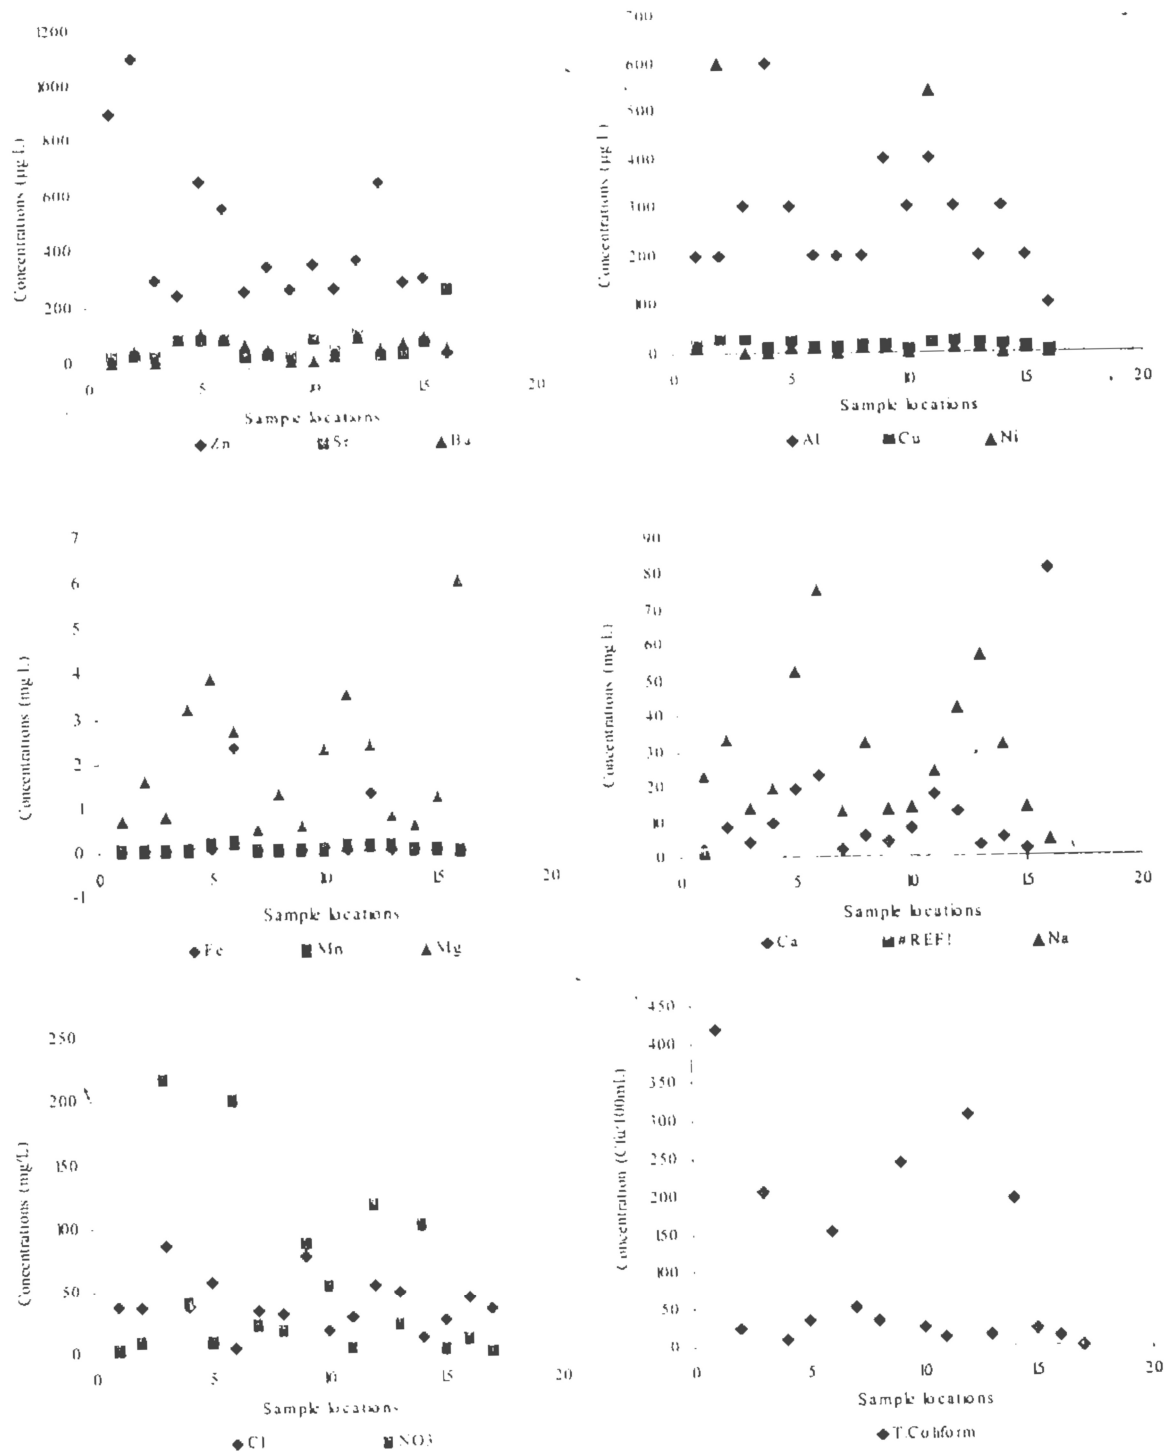 1200
1000
800
600
400
200
0
Concentrations (µg/L)
0 5 10 15 20
Sample locations
Zn Sr Ba
700
600
500
400
300
200
100
0
Concentrations (µg/L)
0 5 10 15 20
Sample locations
Al Cu Ni
7
6
5
4
3
2
1
0
-1
Concentrations (mg/L)
0 5 10 15 20
Sample locations
Fe Mn Mg
90
80
70
60
50
40
30
20
10
0
Concentrations (mg/L)
0 5 10 15 20
Sample locations
Ca #REF! Na
250
200
150
100
50
0
Concentrations (mg/L)
0 5 10 15 20
Sample locations
Cl NO3
450
400
350
300
250
200
150
100
50
0
Concentration (Cfu/100mL)
0 5 10 15 20
Sample locations
T.Coliform